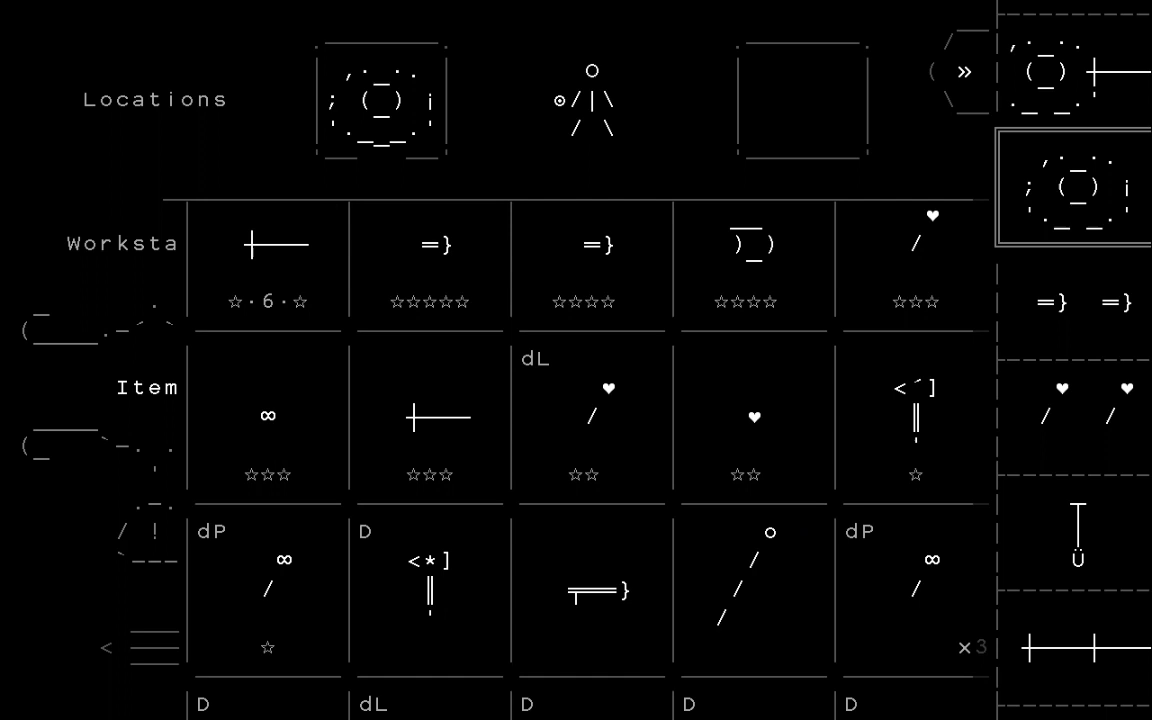 Locations
»
Worksta
☆·6·☆
☆☆☆☆☆
☆☆☆☆
☆☆☆☆
☆☆☆
Item
dL
☆☆☆
☆☆☆
☆☆
☆☆
☆
dP
D
dP
☆
×3
D
dL
D
D
D